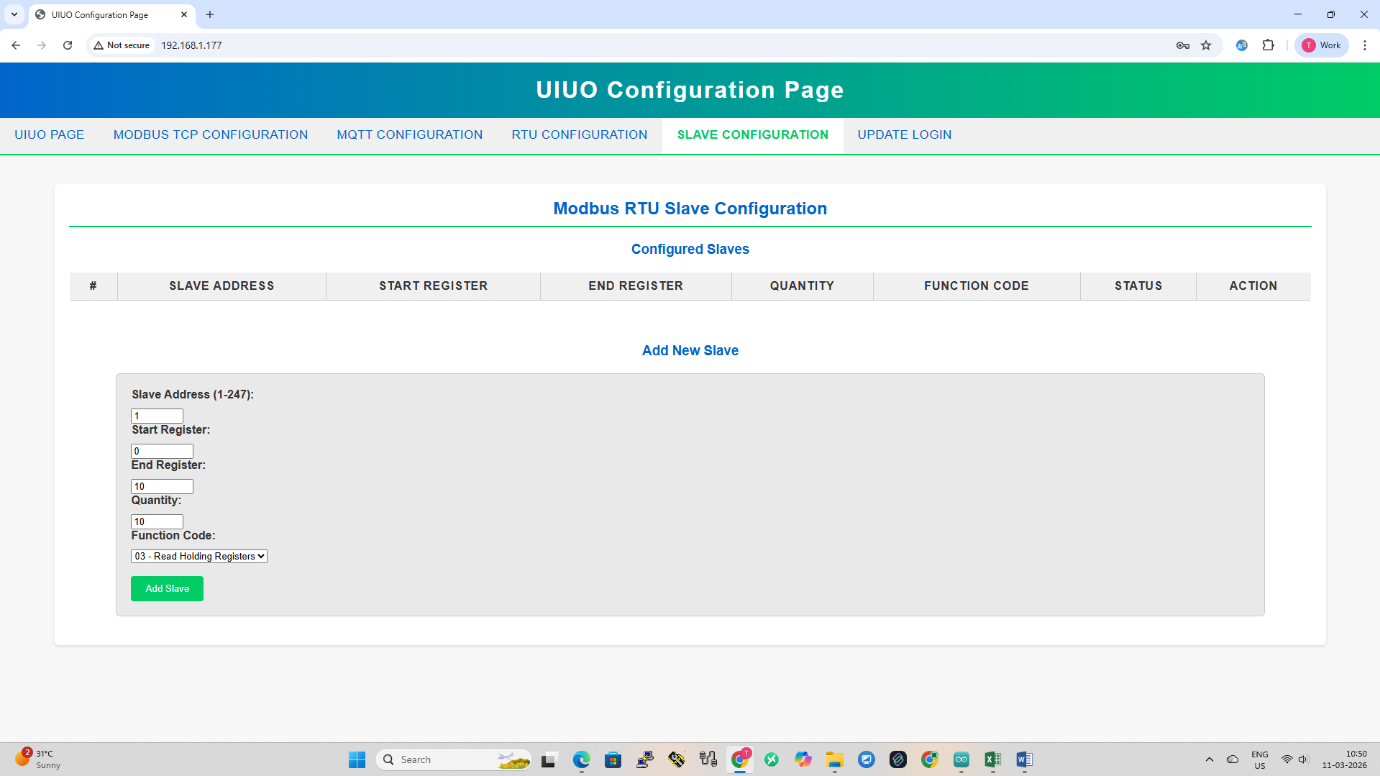 UIUO Configuration Page
Not secure 192.168.1.177 Work
T
UIUO Configuration Page
UIUO PAGE MODBUS TCP CONFIGURATION MQTT CONFIGURATION RTU CONFIGURATION SLAVE CONFIGURATION UPDATE LOGIN
Modbus RTU Slave Configuration
Configured Slaves
# SLAVE ADDRESS START REGISTER END REGISTER QUANTITY FUNCTION CODE STATUS ACTION
Add New Slave
Slave Address (1-247):
1
Start Register:
0
End Register:
10
Quantity:
10
Function Code:
03 - Read Holding Registers
Add Slave
2 31°C
Sunny
Search
T
ENG
US
10:50
11-03-2026